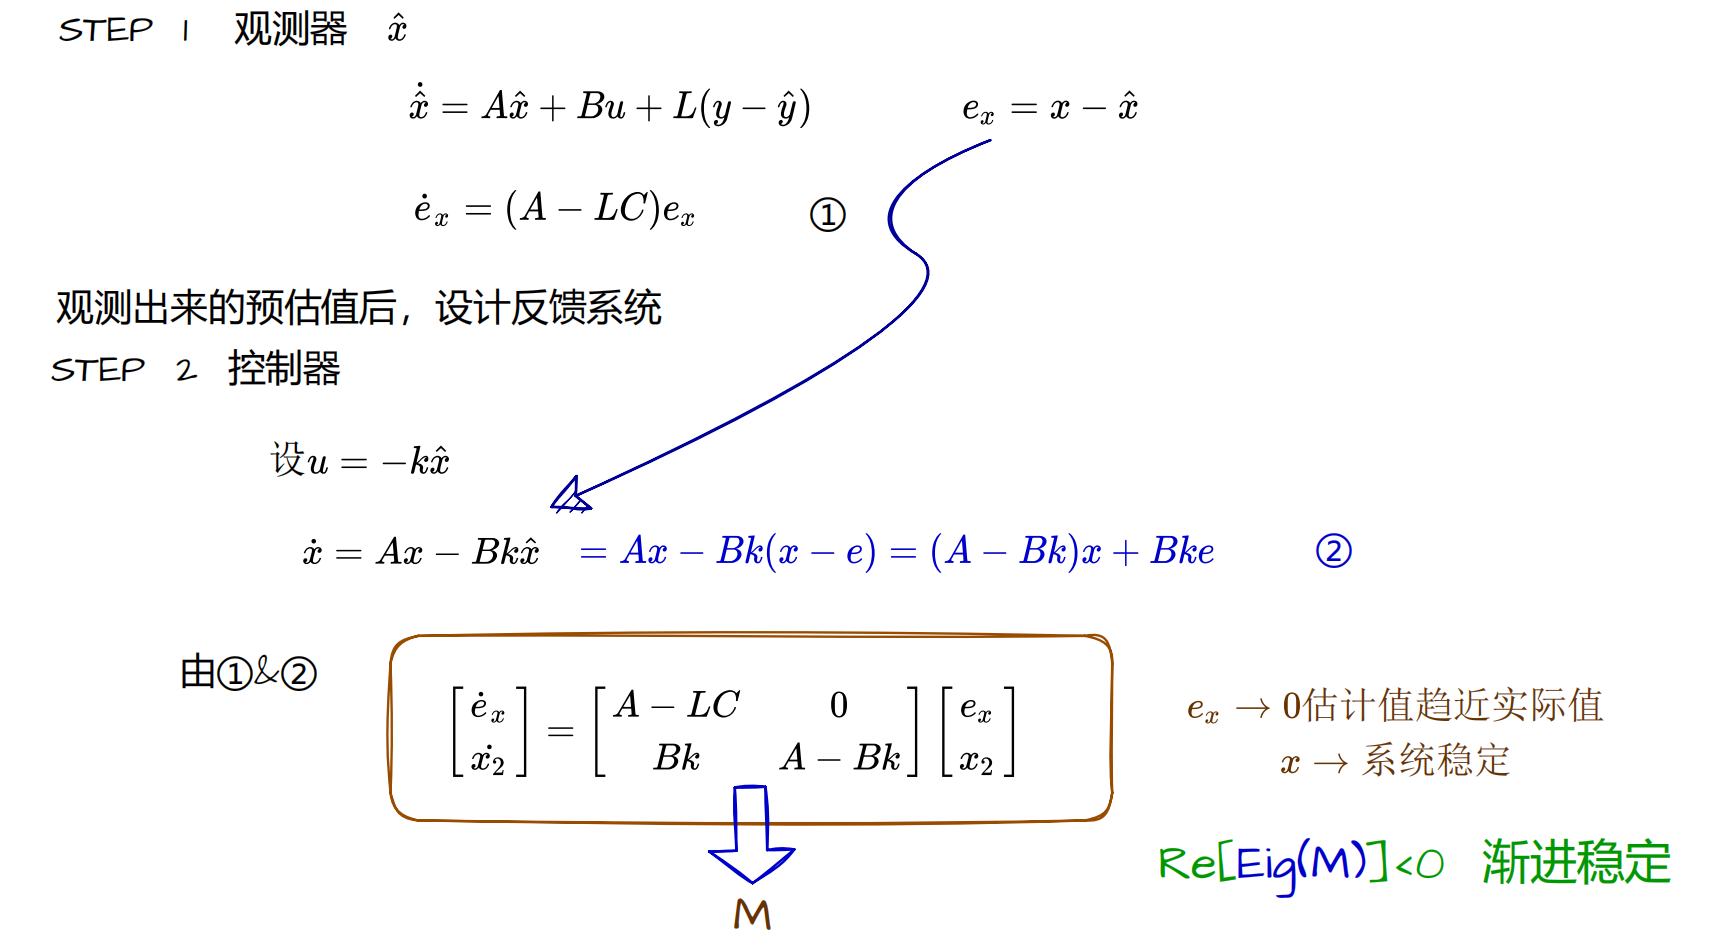 STEP 1 观测器 $\hat{x}$
$\dot{\hat{x}} = A\hat{x} + Bu + L(y - \hat{y})$ $e_x = x - \hat{x}$
$\dot{e}_x = (A - LC)e_x$ ①
观测出来的预估值后，设计反馈系统
STEP 2 控制器
设$u = -k\hat{x}$
$\dot{x} = Ax - Bk\hat{x}$ $= Ax - Bk(x - e) = (A - Bk)x + Bke$ ②
由①&②
$\begin{bmatrix} \dot{e}_x \\ \dot{x_2} \end{bmatrix} = \begin{bmatrix} A - LC & 0 \\ Bk & A - Bk \end{bmatrix} \begin{bmatrix} e_x \\ x_2 \end{bmatrix}$
$e_x \to 0$估计值趋近实际值
$x \to$ 系统稳定
Re[Eig(M)]<0 渐进稳定
M